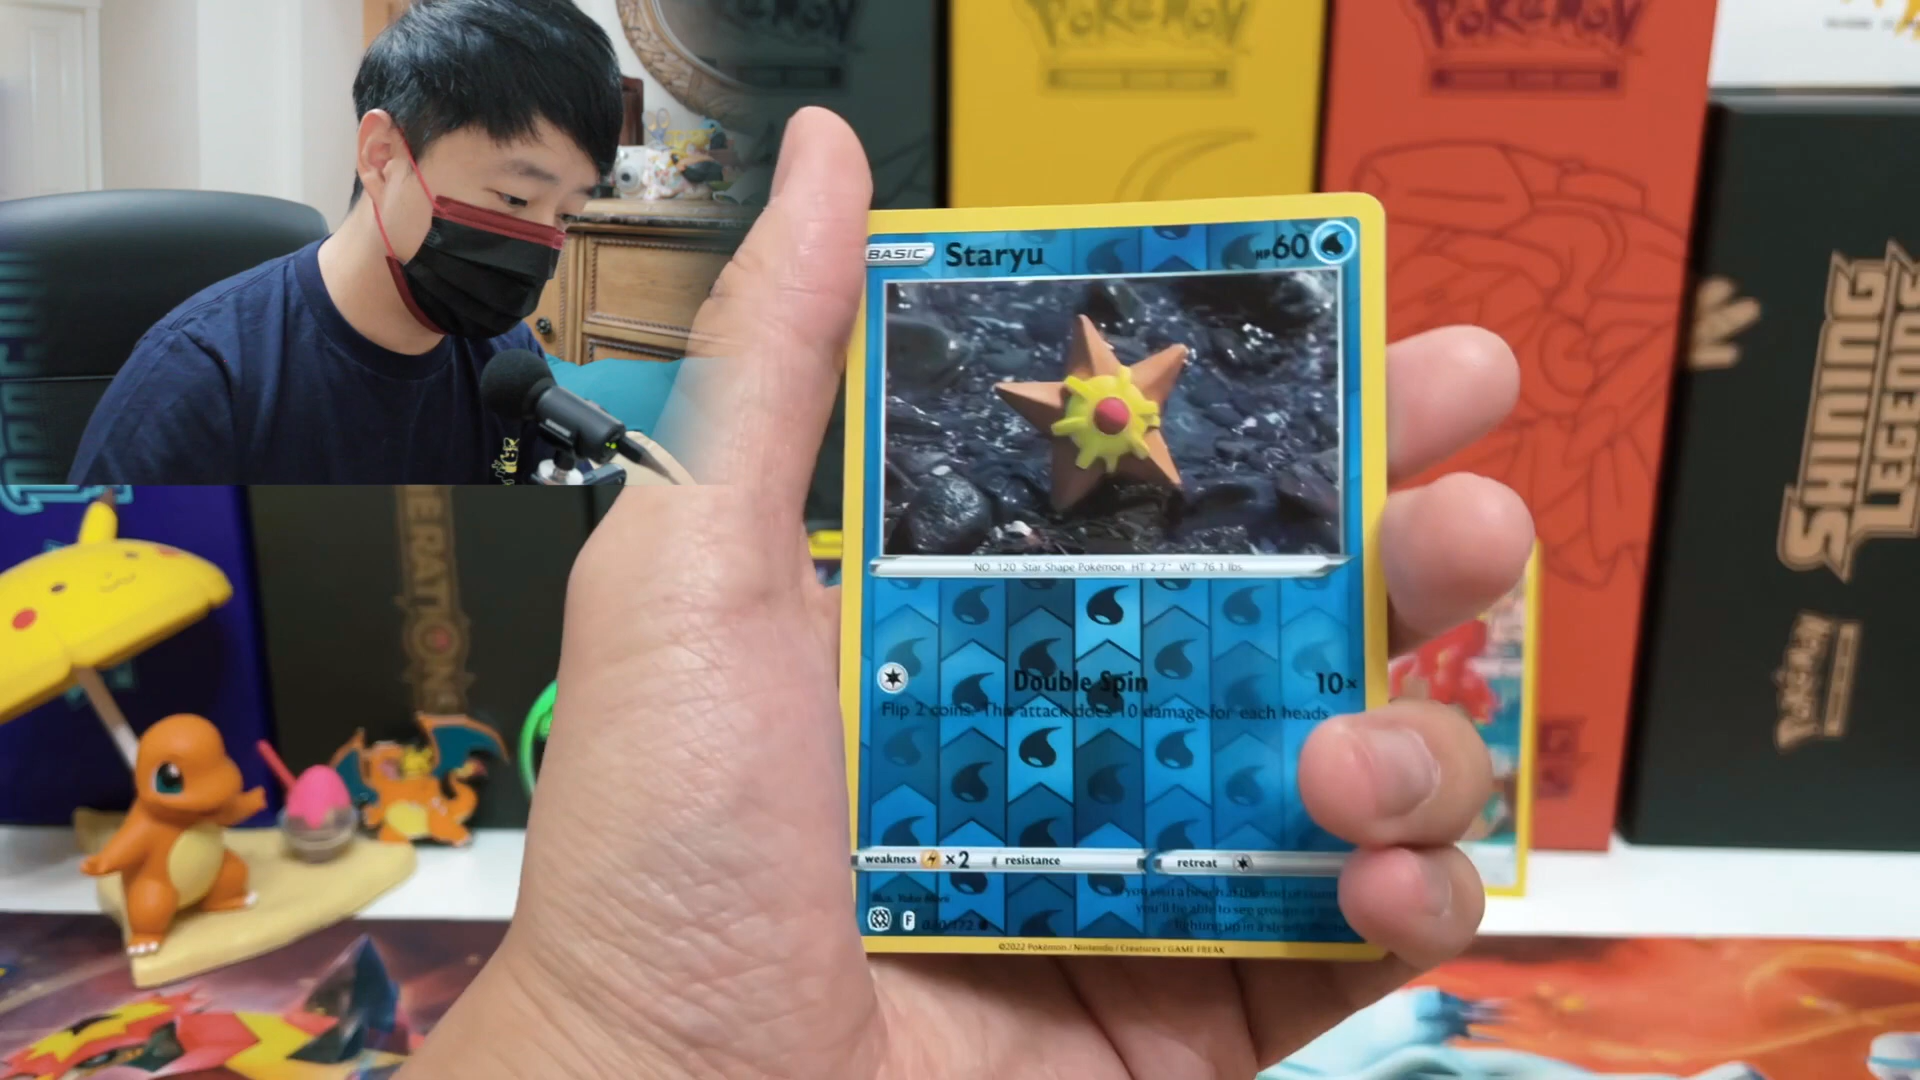 POKÉMON
POKÉMON
BASIC
Staryu
HP60
NO. 120 Star Shape Pokémon HT 2'7" WT 76.1 lbs.
Double Spin
10×
Flip 2 coins. This attack does 10 damage for each heads.
weakness
×2
resistance
retreat
F
©2022 Pokémon / Nintendo / Creatures / GAME FREAK
SHINING
LEGENDS
Pokémon